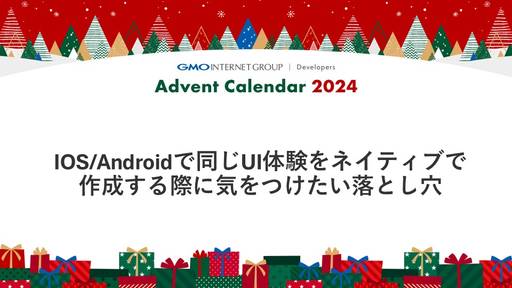 GMO INTERNET GROUP | Developers
Advent Calendar 2024
IOS/Androidで同じUI体験をネイティブで
作成する際に気をつけたい落とし穴